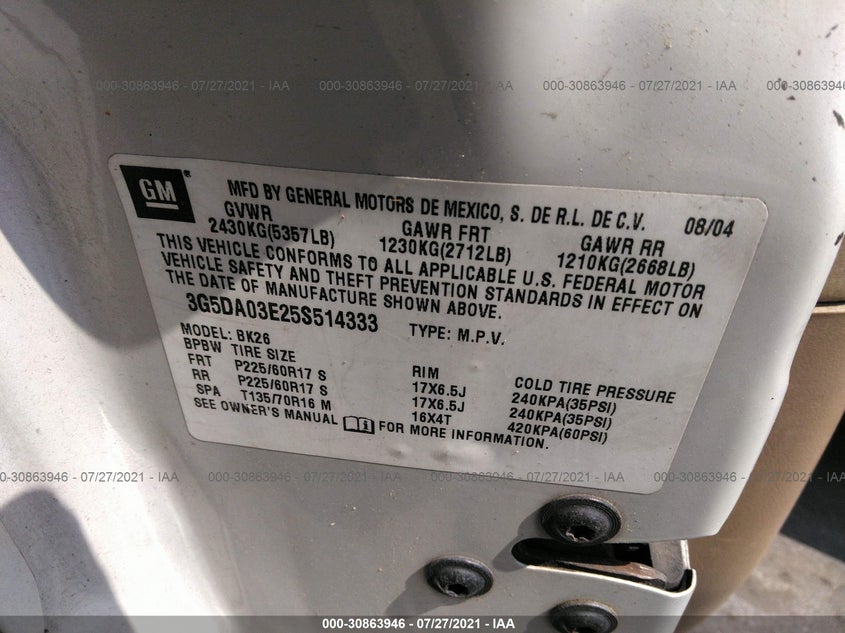 000-30863946 - 07/27/2021 - IAA 000-30863946 - 07/27/2021 - IAA 000-30863946 - 07/27/2021 - IAA 000-30863946
GM ® MFD BY GENERAL MOTORS DE MEXICO, S. DE R.L. DE C.V. 08/04
GVWR GAWR FRT GAWR RR
2430KG(5357LB) 1230KG(2712LB) 1210KG(2668LB)
THIS VEHICLE CONFORMS TO ALL APPLICABLE U.S. FEDERAL MOTOR
VEHICLE SAFETY AND THEFT PREVENTION STANDARDS IN EFFECT ON
THE DATE OF MANUFACTURE SHOWN ABOVE.
3G5DA03E25S514333 TYPE: M.P.V.
MODEL: BK26
BPBW TIRE SIZE RIM COLD TIRE PRESSURE
FRT P225/60R17 S 17X6.5J 240KPA(35PSI)
RR P225/60R17 S 17X6.5J 240KPA(35PSI)
SPA T135/70R16 M 16X4T 420KPA(60PSI)
SEE OWNER'S MANUAL FOR MORE INFORMATION.
000-30863946 - 07/27/2021 - IAA 000-30863946 - 07/27/2021 - IAA 000-30863946 - 07/27/2021 - IAA
000-30863946 - 07/27/2021 - IAA